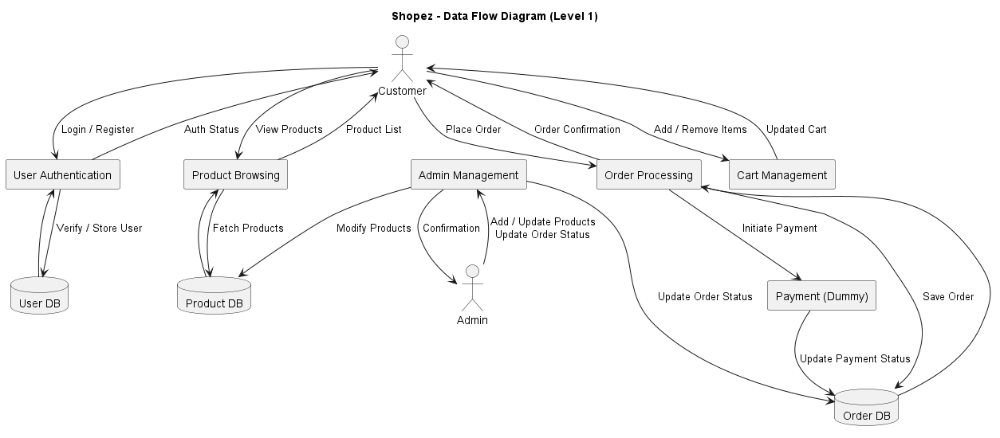 Shopez - Data Flow Diagram (Level 1)
Customer
Login / Register
Auth Status
View Products
Product List
Place Order
Order Confirmation
Add / Remove Items
Updated Cart
User Authentication
Product Browsing
Admin Management
Order Processing
Cart Management
Verify / Store User
Fetch Products
Modify Products
Confirmation
Add / Update Products
Update Order Status
Initiate Payment
User DB
Product DB
Admin
Update Order Status
Payment (Dummy)
Save Order
Update Payment Status
Order DB